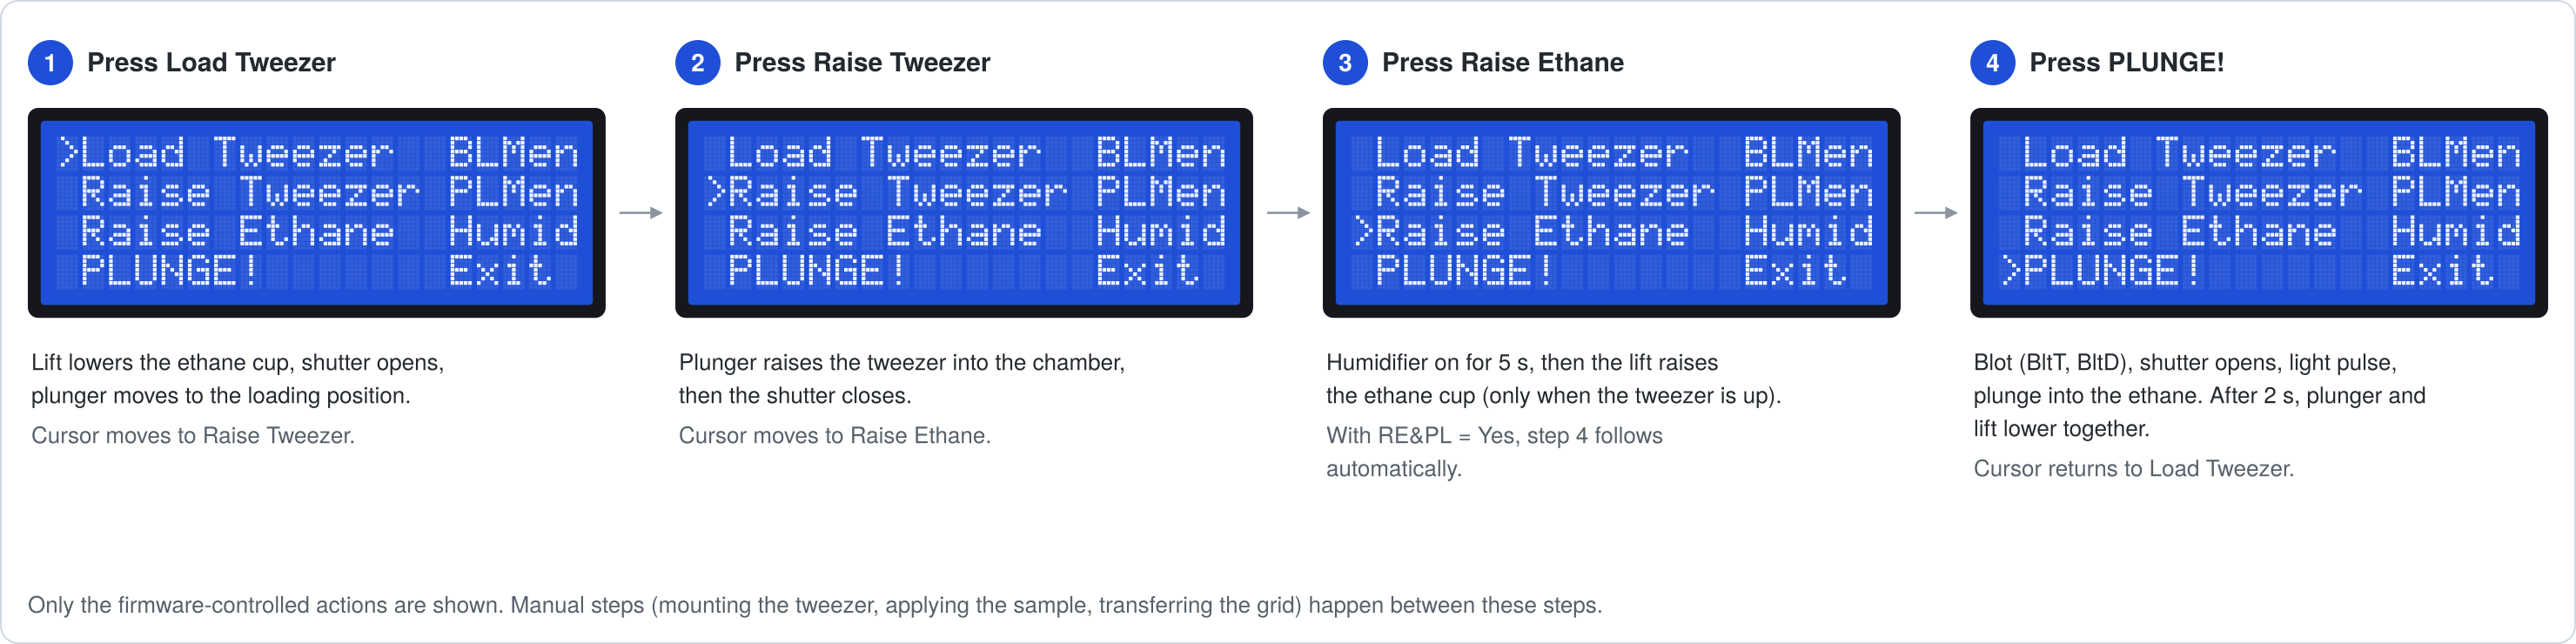 1 Press Load Tweezer
>Load Tweezer BLMen
Raise Tweezer PLMen
Raise Ethane Humid
PLUNGE! Exit
Lift lowers the ethane cup, shutter opens,
plunger moves to the loading position.
Cursor moves to Raise Tweezer.
2 Press Raise Tweezer
Load Tweezer BLMen
>Raise Tweezer PLMen
Raise Ethane Humid
PLUNGE! Exit
Plunger raises the tweezer into the chamber,
then the shutter closes.
Cursor moves to Raise Ethane.
3 Press Raise Ethane
Load Tweezer BLMen
Raise Tweezer PLMen
>Raise Ethane Humid
PLUNGE! Exit
Humidifier on for 5 s, then the lift raises
the ethane cup (only when the tweezer is up).
With RE&PL = Yes, step 4 follows
automatically.
4 Press PLUNGE!
Load Tweezer BLMen
Raise Tweezer PLMen
Raise Ethane Humid
>PLUNGE! Exit
Blot (BltT, BltD), shutter opens, light pulse,
plunge into the ethane. After 2 s, plunger and
lift lower together.
Cursor returns to Load Tweezer.
Only the firmware-controlled actions are shown. Manual steps (mounting the tweezer, applying the sample, transferring the grid) happen between these steps.